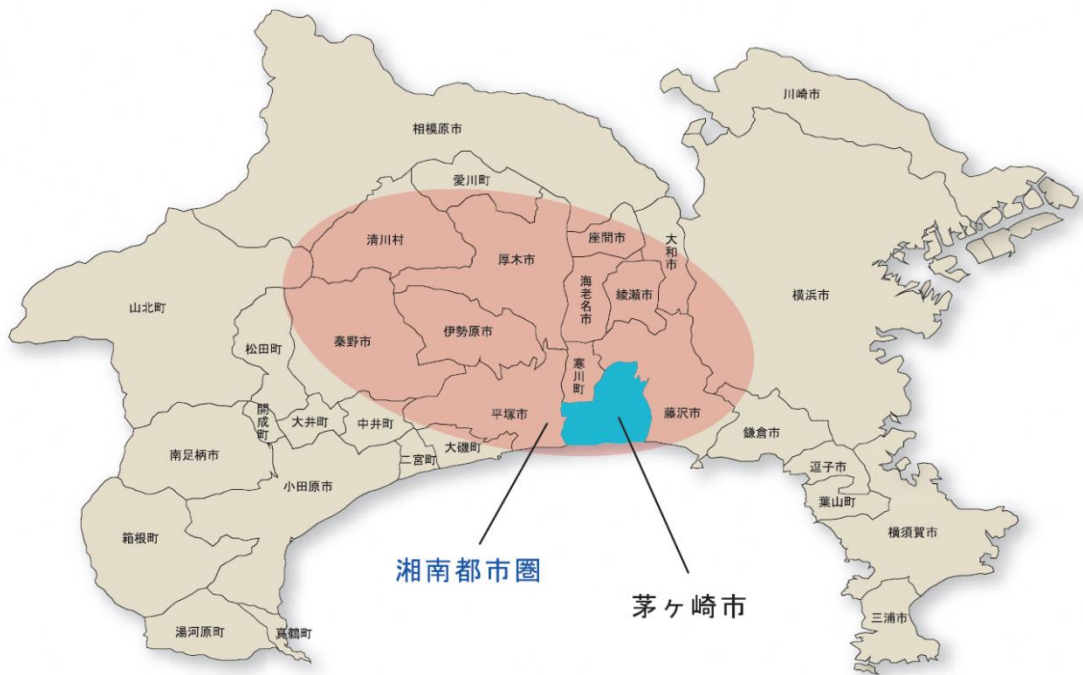 川崎市
相模原市
愛川町
清川村
座間市
大和市
厚木市
海老名市
綾瀬市
横浜市
山北町
秦野市
伊勢原市
松田町
寒川町
平塚市
藤沢市
開成町
大井町
中井町
大磯町
二宮町
鎌倉市
南足柄市
小田原市
逗子市
葉山町
箱根町
横須賀市
湘南都市圏
茅ヶ崎市
三浦市
湯河原町
真鶴町